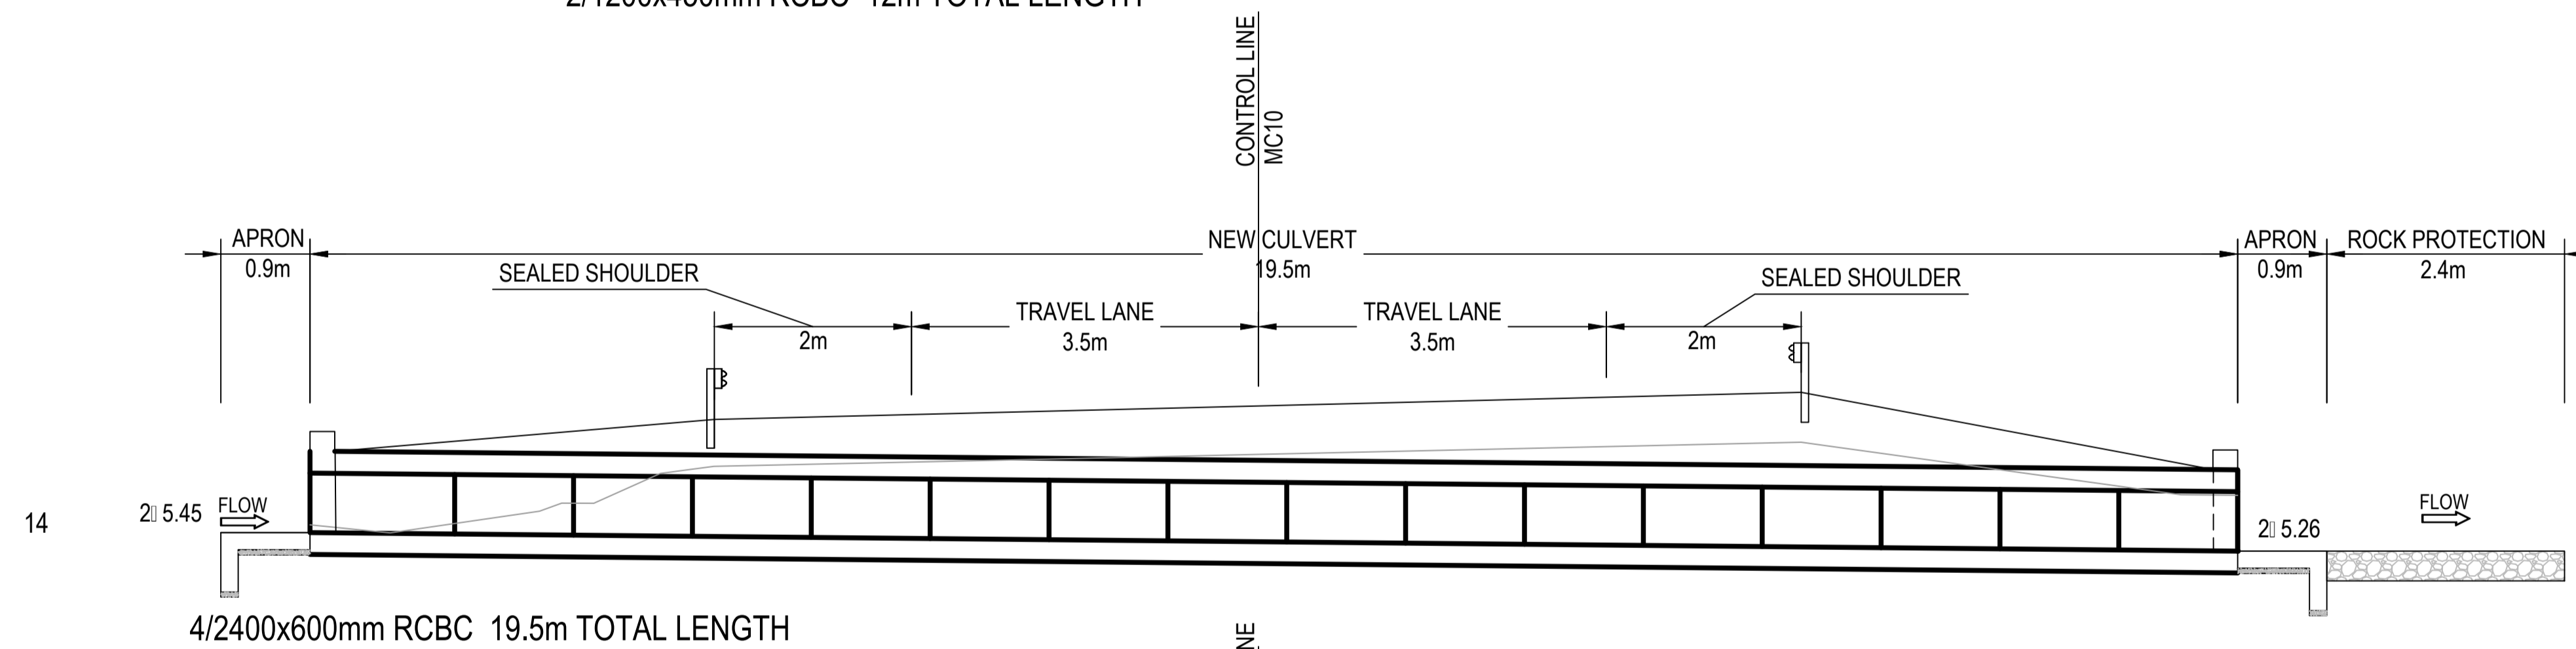 CONTROL LINE
MC10
APRON
0.9m
NEW CULVERT
19.5m
APRON
0.9m
ROCK PROTECTION
2.4m
SEALED SHOULDER
SEALED SHOULDER
2m
TRAVEL LANE
3.5m
TRAVEL LANE
3.5m
2m
14
2▯ 5.45
FLOW
2▯ 5.26
FLOW
4/2400x600mm RCBC 19.5m TOTAL LENGTH